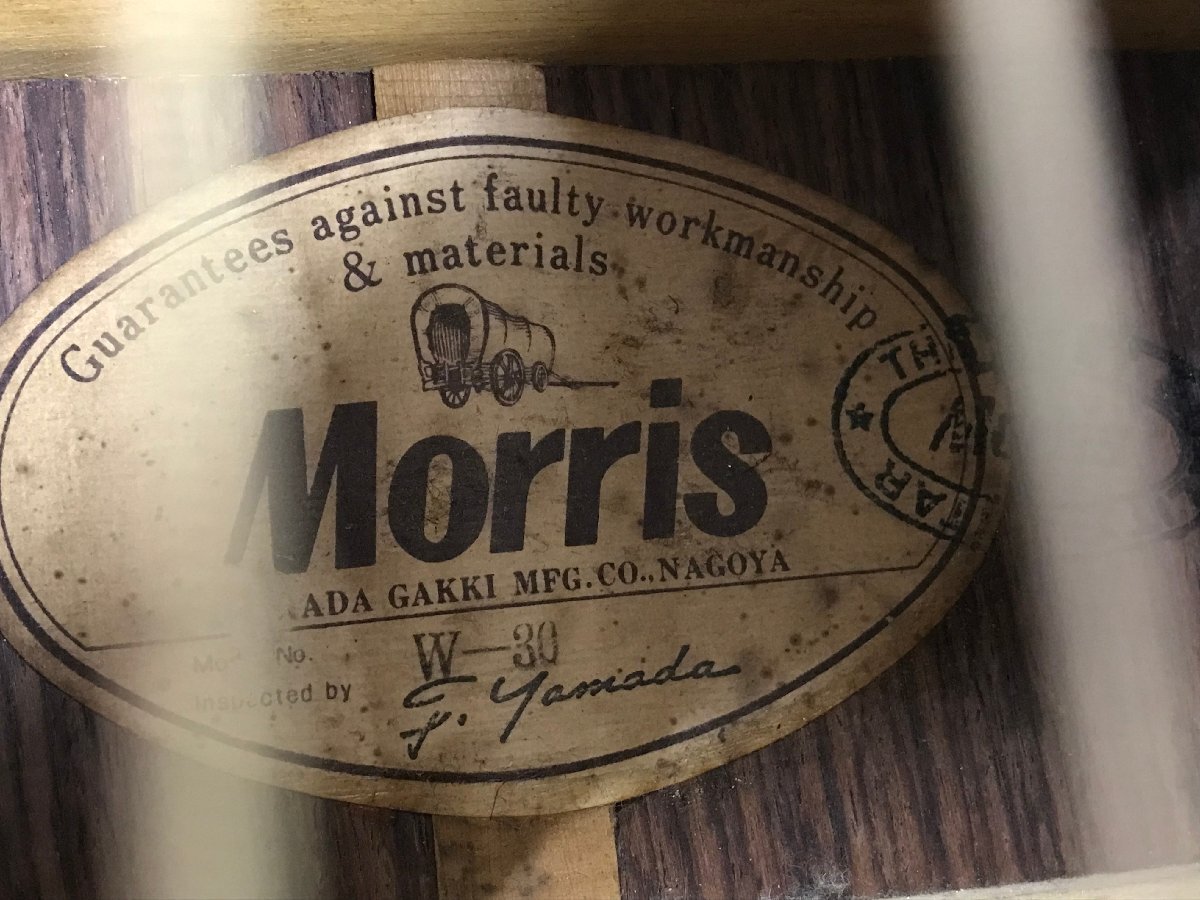 Guarantees against faulty workmanship
& materials
Morris
ADA GAKKI MFG.CO.,NAGOYA
No. W-30
Inspected by J. Yamada